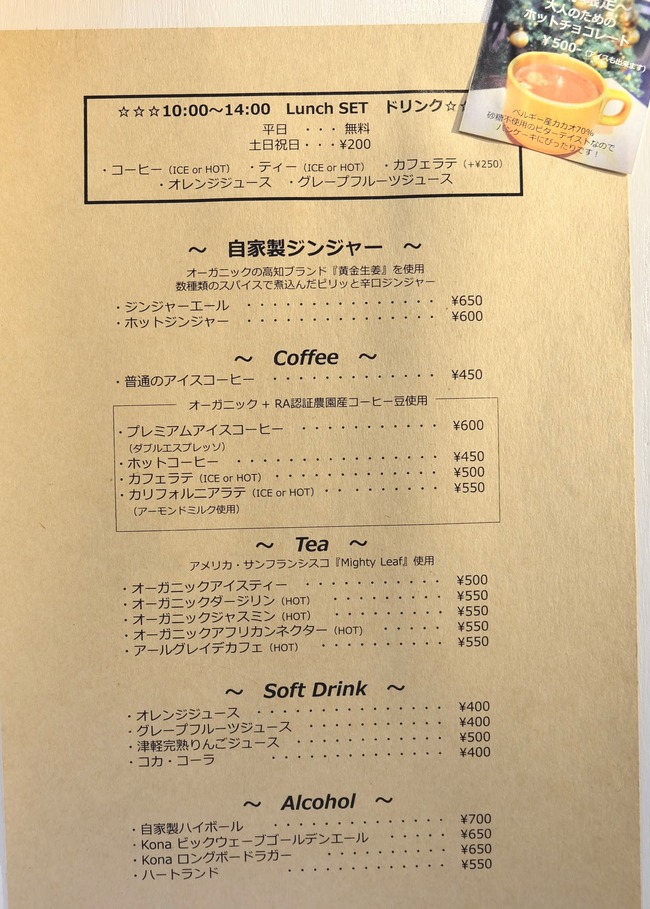 大人のための
ホットチョコレート
¥500-（アイスも出来ます）
ベルギー産カカオ70%
砂糖不使用のビターテイストなので
パンケーキにぴったりです！
☆☆☆10:00～14:00 Lunch SET ドリンク☆
平日 ・・・ 無料
土日祝日・・・¥200
・コーヒー（ICE or HOT） ・ティー（ICE or HOT） ・カフェラテ（+¥250）
・オレンジジュース ・グレープフルーツジュース
～ 自家製ジンジャー ～
オーガニックの高知ブランド『黄金生姜』を使用
数種類のスパイスで煮込んだピリッと辛口ジンジャー
・ジンジャーエール ・・・・・・・・・・・・・・・ ¥650
・ホットジンジャー ・・・・・・・・・・・・・・・ ¥600
～ Coffee ～
・普通のアイスコーヒー ・・・・・・・・・・・・・ ¥450
オーガニック + RA認証農園産コーヒー豆使用
・プレミアムアイスコーヒー ・・・・・・・・・・・ ¥600
（ダブルエスプレッソ）
・ホットコーヒー ・・・・・・・・・・・・・・・ ¥450
・カフェラテ（ICE or HOT） ・・・・・・・・・・・・ ¥500
・カリフォルニアラテ（ICE or HOT）・・・・・・・・・ ¥550
（アーモンドミルク使用）
～ Tea ～
アメリカ・サンフランシスコ『Mighty Leaf』使用
・オーガニックアイスティー ・・・・・・・・・・・ ¥500
・オーガニックダージリン（HOT） ・・・・・・・・・ ¥550
・オーガニックジャスミン（HOT） ・・・・・・・・・ ¥550
・オーガニックアフリカンネクター（HOT） ・・・・・・ ¥550
・アールグレイデカフェ（HOT） ・・・・・・・・・・ ¥550
～ Soft Drink ～
・オレンジジュース ・・・・・・・・・・・・・・・ ¥400
・グレープフルーツジュース ・・・・・・・・・・・ ¥400
・津軽完熟りんごジュース ・・・・・・・・・・・・ ¥500
・コカ・コーラ ・・・・・・・・・・・・・・ ¥400
～ Alcohol ～
・自家製ハイボール ・・・・・・・・・・・・・・ ¥700
・Kona ビックウェーブゴールデンエール ・・・・・ ¥650
・Kona ロングボードラガー ・・・・・・・・・・ ¥650
・ハートランド ・・・・・・・・・・・・・ ¥550